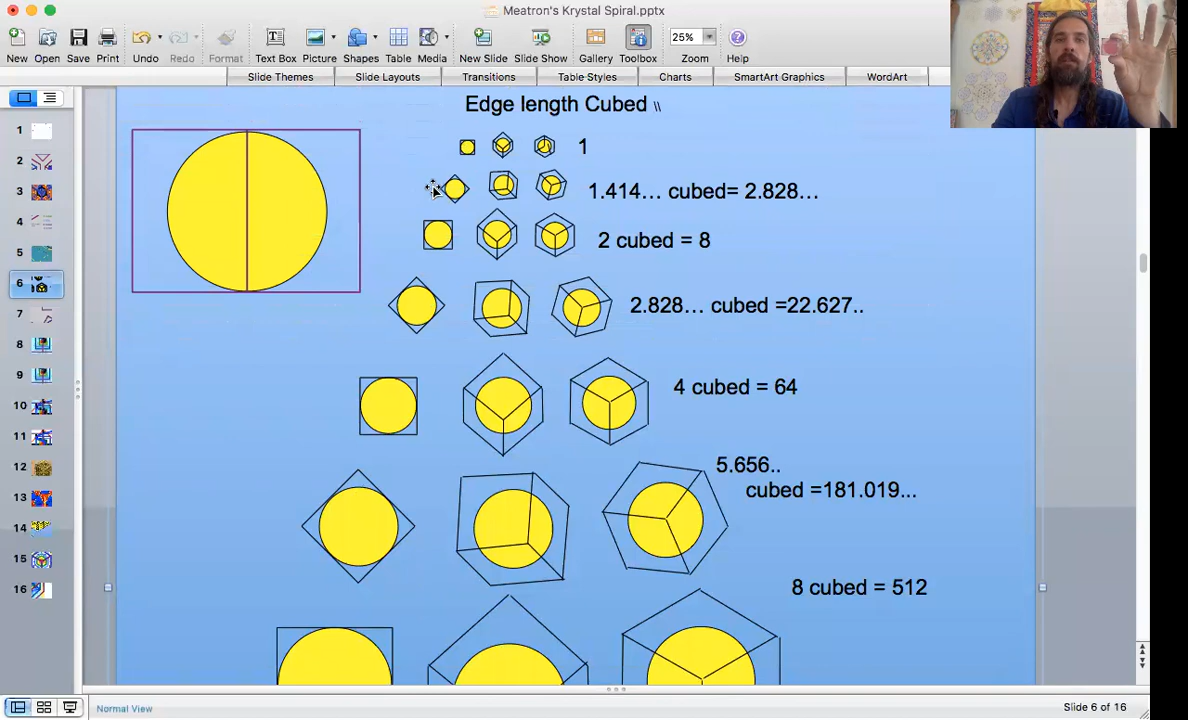 Meatron's Krystal Spiral.pptx
25%
New Open Save Print Undo Redo Format Text Box Picture Shapes Table Media New Slide Slide Show Gallery Toolbox Zoom Help
Slide Themes Slide Layouts Transitions Table Styles Charts SmartArt Graphics WordArt
Edge length Cubed \\
1
1.414... cubed= 2.828...
2 cubed = 8
2.828... cubed =22.627..
4 cubed = 64
5.656..
cubed =181.019...
8 cubed = 512
1
2
3
4
5
6
7
8
9
10
11
12
13
14
15
16
Normal View
Slide 6 of 16